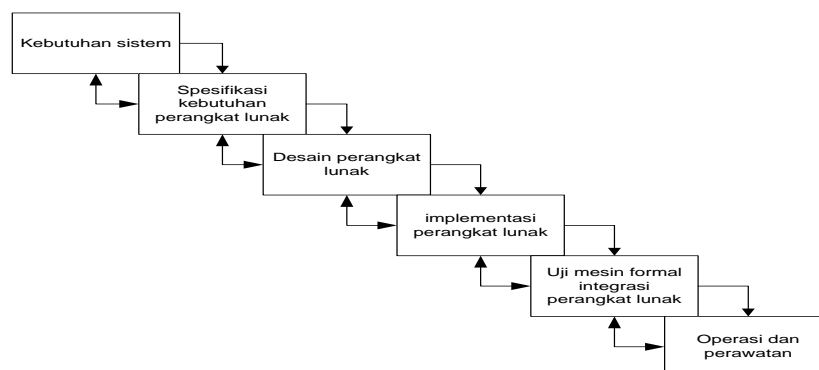 Kebutuhan sistem
Spesifikasi
kebutuhan
perangkat lunak
Desain perangkat
lunak
implementasi
perangkat lunak
Uji mesin formal
integrasi
perangkat lunak
Operasi dan
perawatan